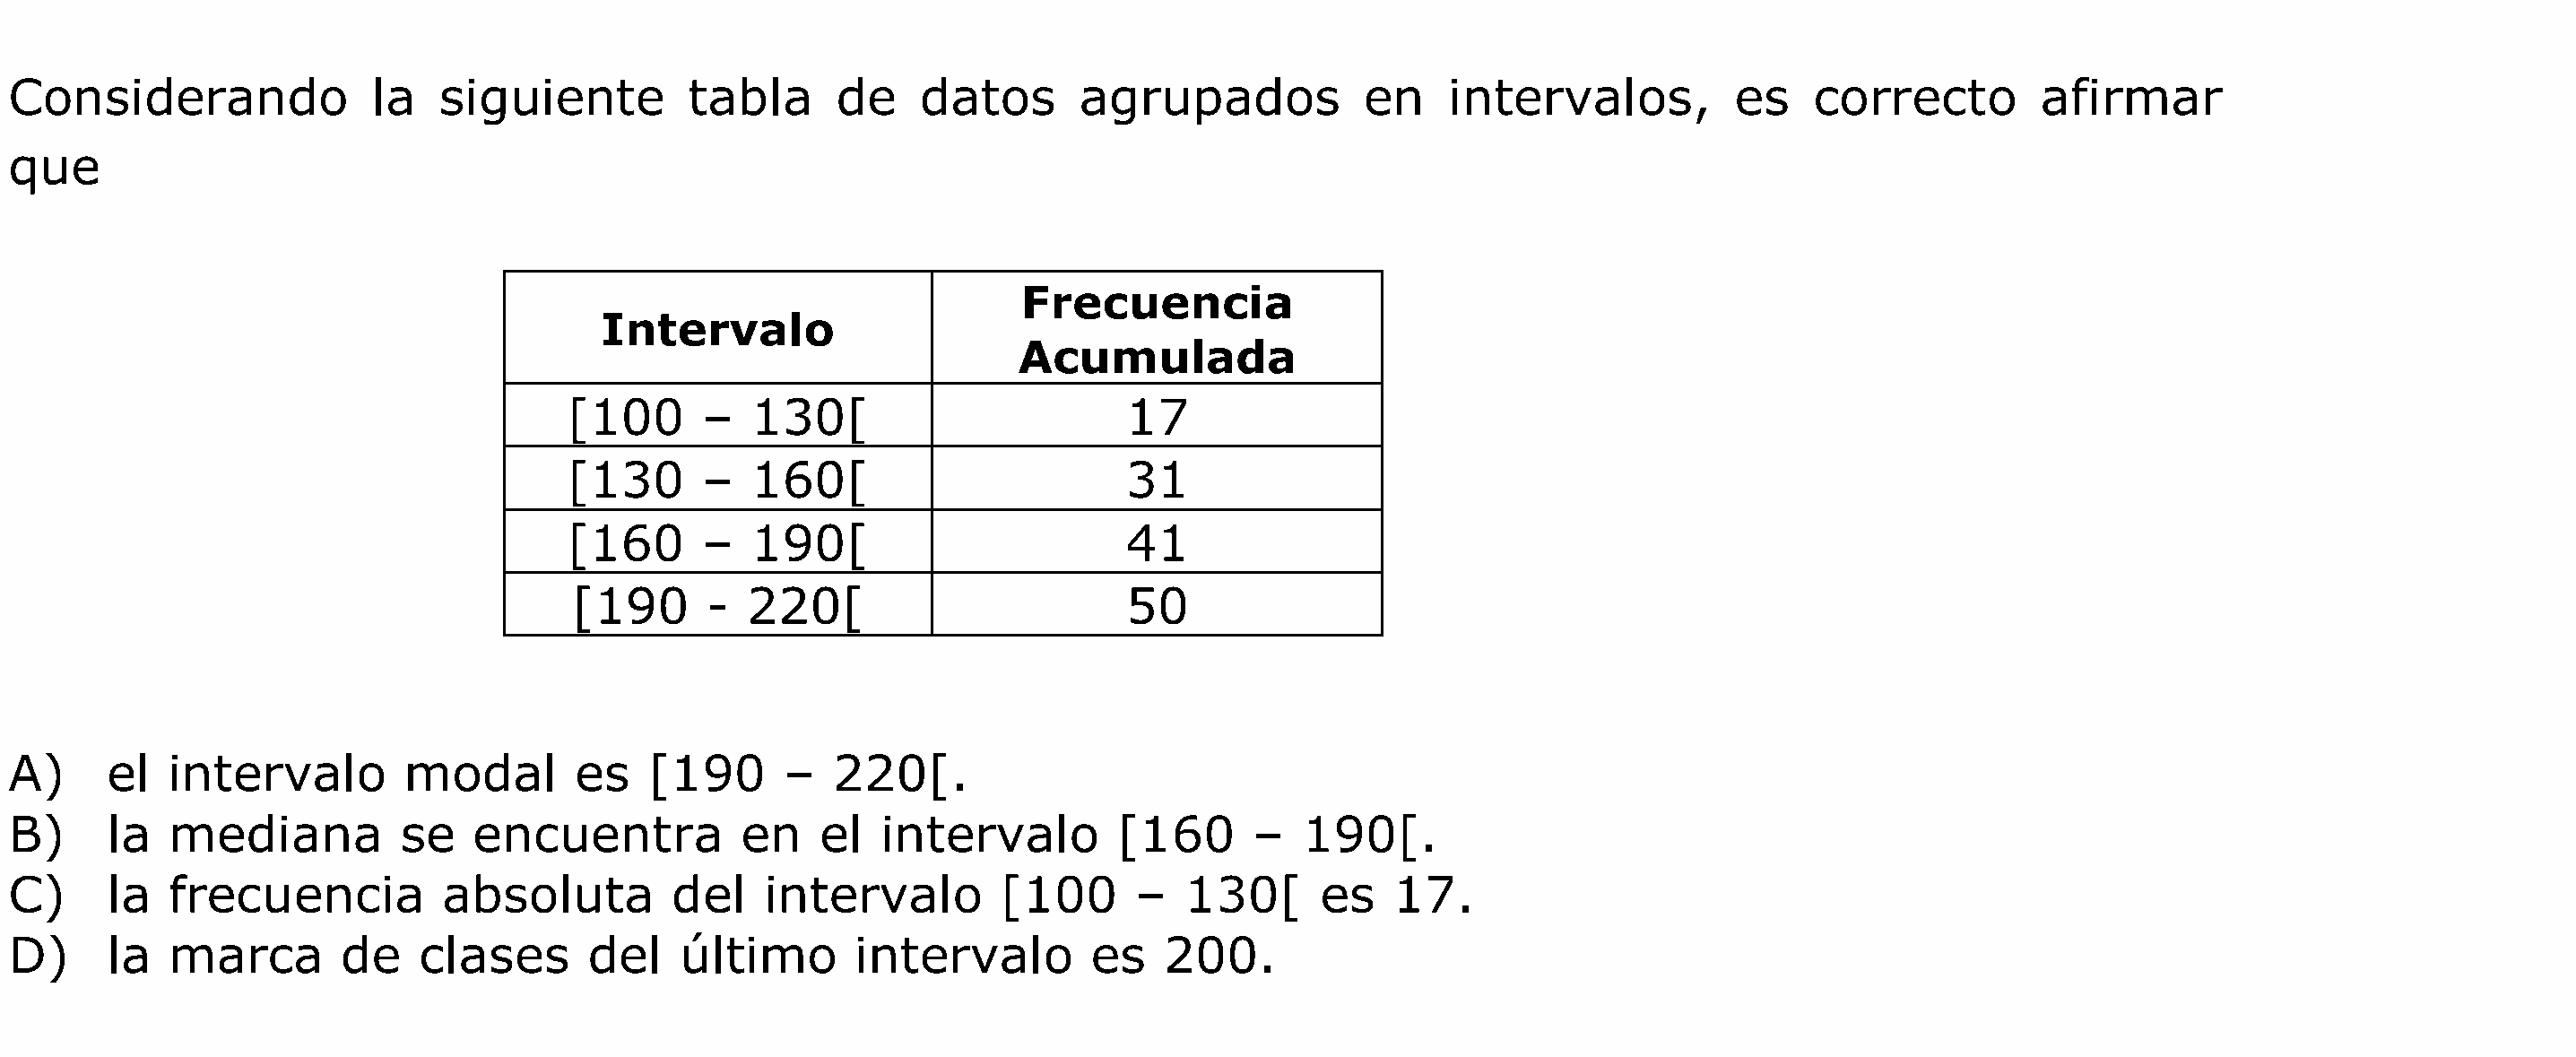 Considerando la siguiente tabla de datos agrupados en intervalos, es correcto afirmar
que
Intervalo
Frecuencia
Acumulada
[100 – 130[ 17
[130 – 160[ 31
[160 – 190[ 41
[190 - 220[ 50
A) el intervalo modal es [190 – 220[.
B) la mediana se encuentra en el intervalo [160 – 190[.
C) la frecuencia absoluta del intervalo [100 – 130[ es 17.
D) la marca de clases del último intervalo es 200.